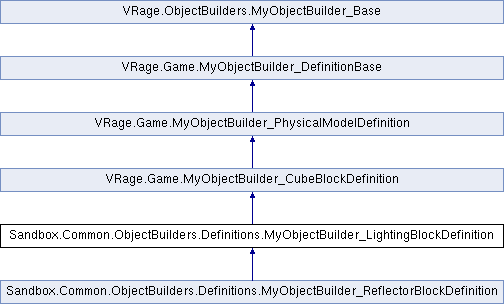 VRage.ObjectBuilders.MyObjectBuilder_Base
VRage.Game.MyObjectBuilder_DefinitionBase
VRage.Game.MyObjectBuilder_PhysicalModelDefinition
VRage.Game.MyObjectBuilder_CubeBlockDefinition
Sandbox.Common.ObjectBuilders.Definitions.MyObjectBuilder_LightingBlockDefinition
Sandbox.Common.ObjectBuilders.Definitions.MyObjectBuilder_ReflectorBlockDefinition